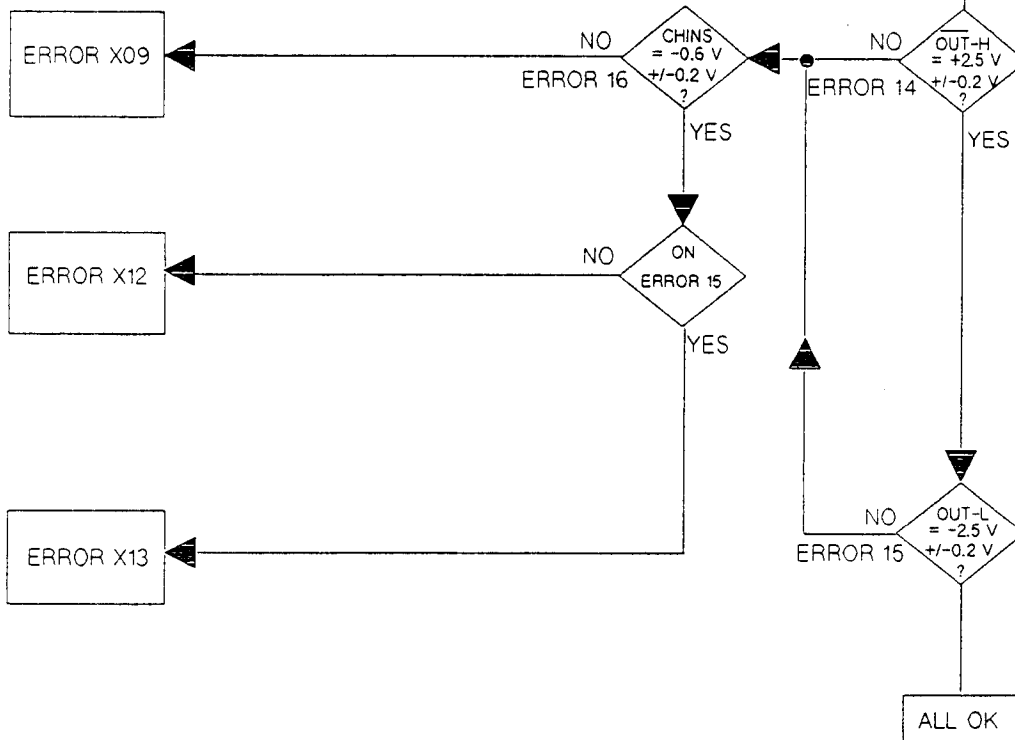 ERROR X09
NO
ERROR 16
CHINS
= -0.6 V
+/-0.2 V
?
YES
NO
ERROR 14
OUT-H
= +2.5 V
+/-0.2 V
?
YES
ERROR X12
NO
ON
ERROR 15
YES
ERROR X13
NO
ERROR 15
OUT-L
= -2.5 V
+/-0.2 V
?
ALL OK